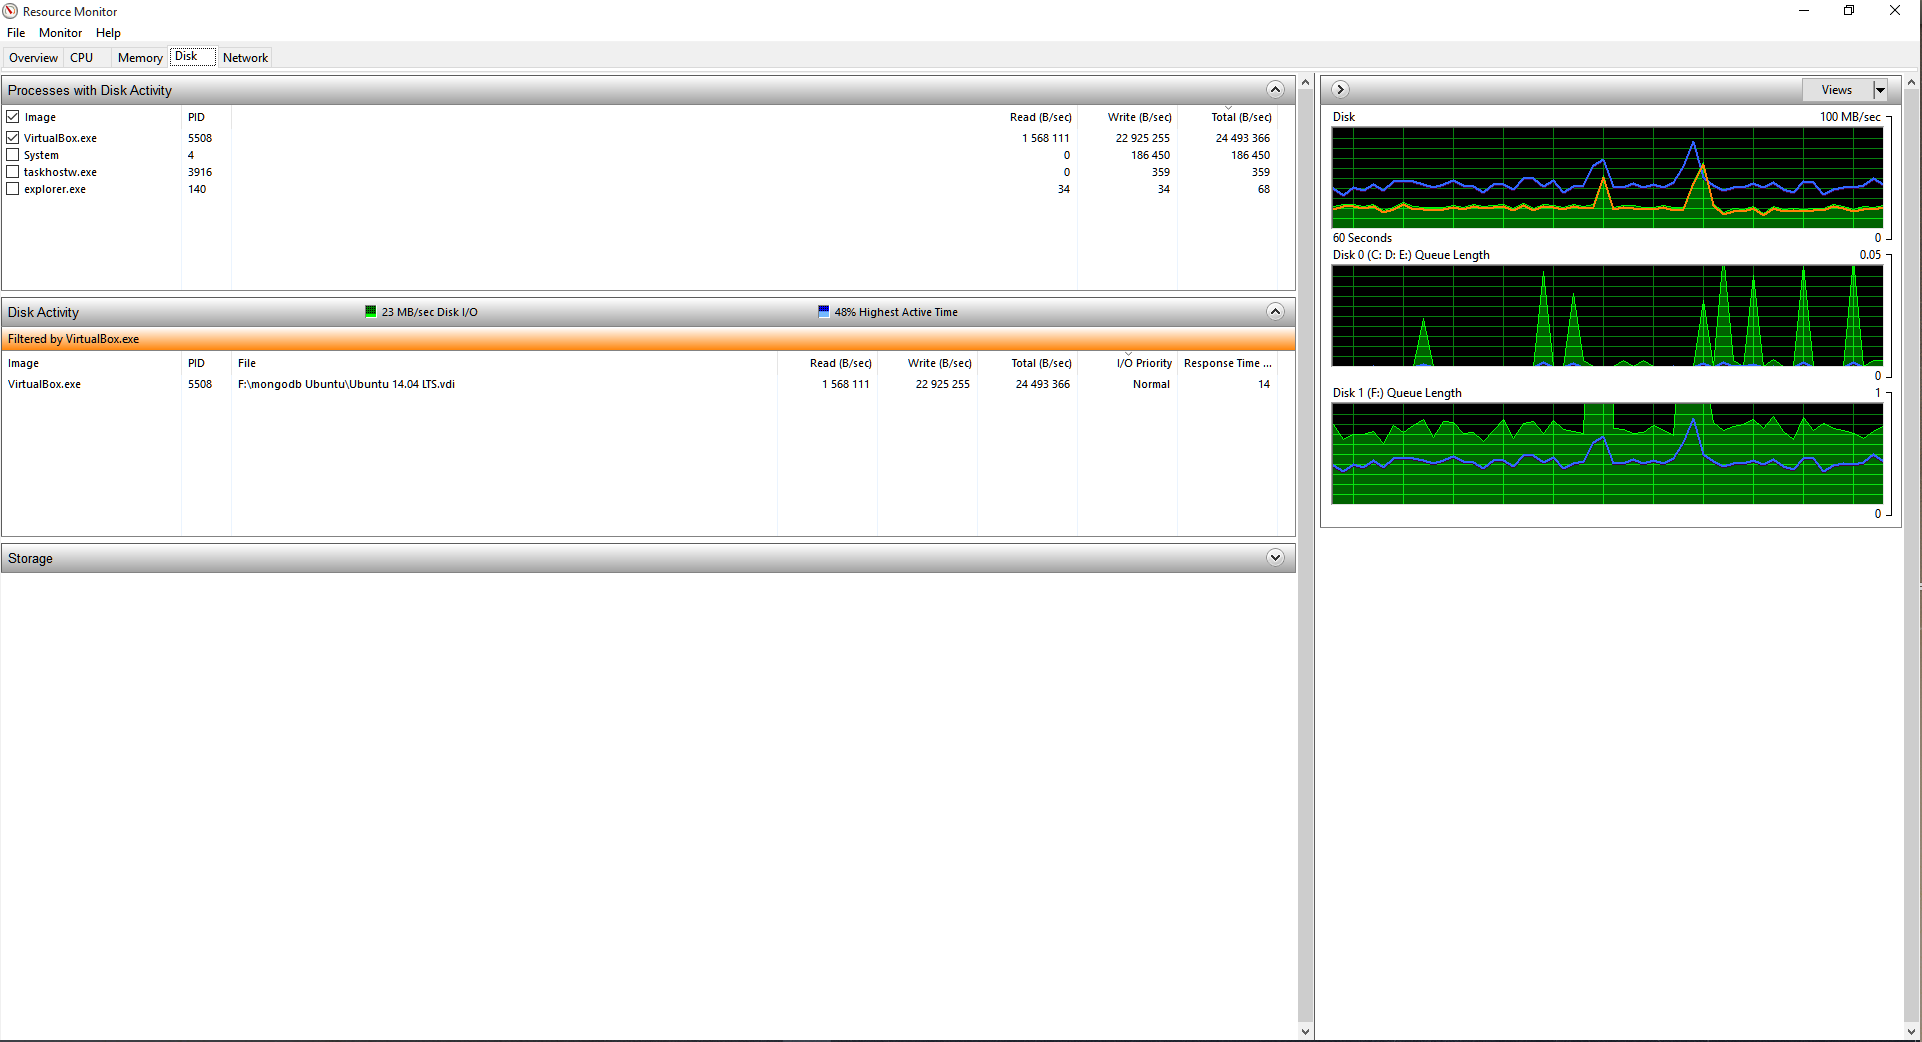 Resource Monitor
File Monitor Help
Overview CPU Memory Disk Network
Processes with Disk Activity
Image PID Read (B/sec) Write (B/sec) Total (B/sec)
VirtualBox.exe 5508 1 568 111 22 925 255 24 493 366
System 4 0 186 450 186 450
taskhostw.exe 3916 0 359 359
explorer.exe 140 34 34 68
Disk Activity 23 MB/sec Disk I/O 48% Highest Active Time
Filtered by VirtualBox.exe
Image PID File Read (B/sec) Write (B/sec) Total (B/sec) I/O Priority Response Time ...
VirtualBox.exe 5508 F:\mongodb Ubuntu\Ubuntu 14.04 LTS.vdi 1 568 111 22 925 255 24 493 366 Normal 14
Storage
Views
Disk 100 MB/sec
60 Seconds 0
Disk 0 (C: D: E:) Queue Length 0.05
0
Disk 1 (F:) Queue Length 1
0